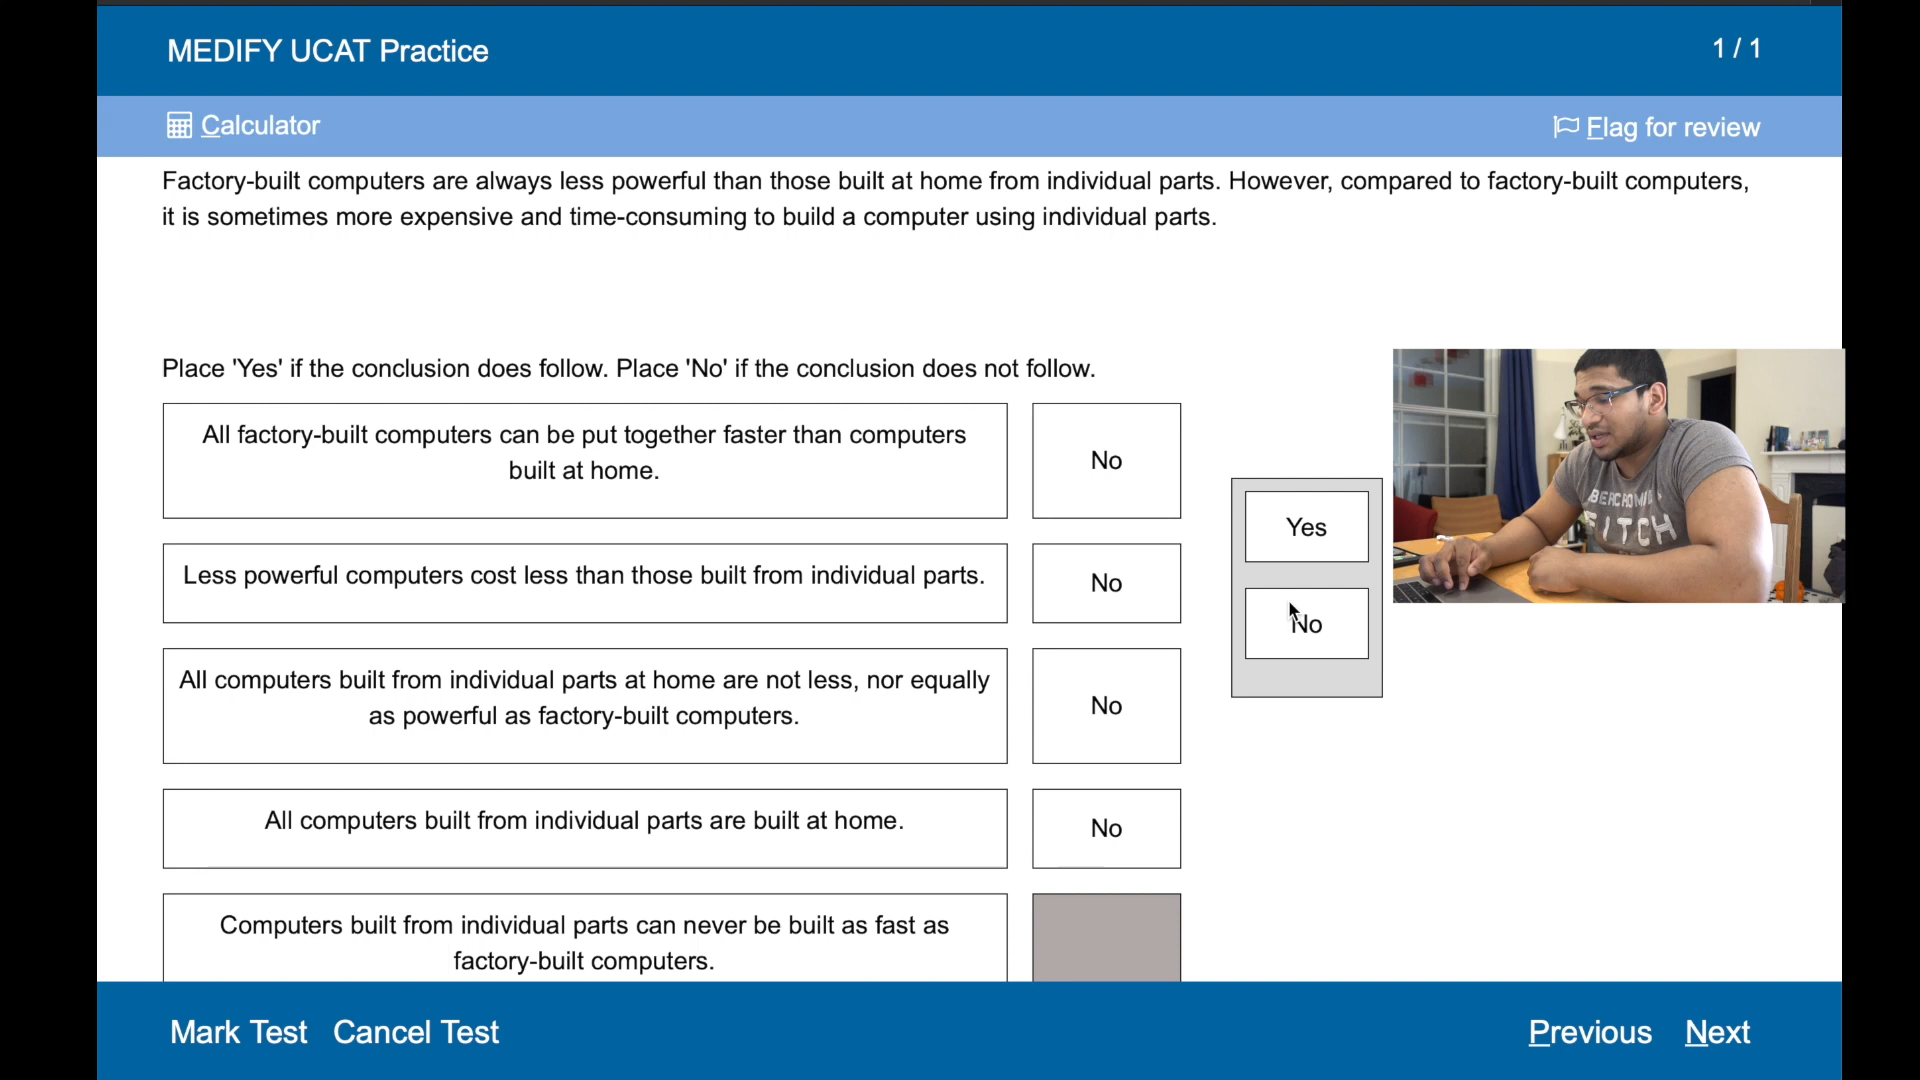 MEDIFY UCAT Practice
1 / 1
Calculator
Flag for review
Factory-built computers are always less powerful than those built at home from individual parts. However, compared to factory-built computers,
it is sometimes more expensive and time-consuming to build a computer using individual parts.
Place 'Yes' if the conclusion does follow. Place 'No' if the conclusion does not follow.
All factory-built computers can be put together faster than computers
built at home.
No
Less powerful computers cost less than those built from individual parts.
No
All computers built from individual parts at home are not less, nor equally
as powerful as factory-built computers.
No
All computers built from individual parts are built at home.
No
Computers built from individual parts can never be built as fast as
factory-built computers.
Yes
No
FITCH
Mark Test
Cancel Test
Previous
Next